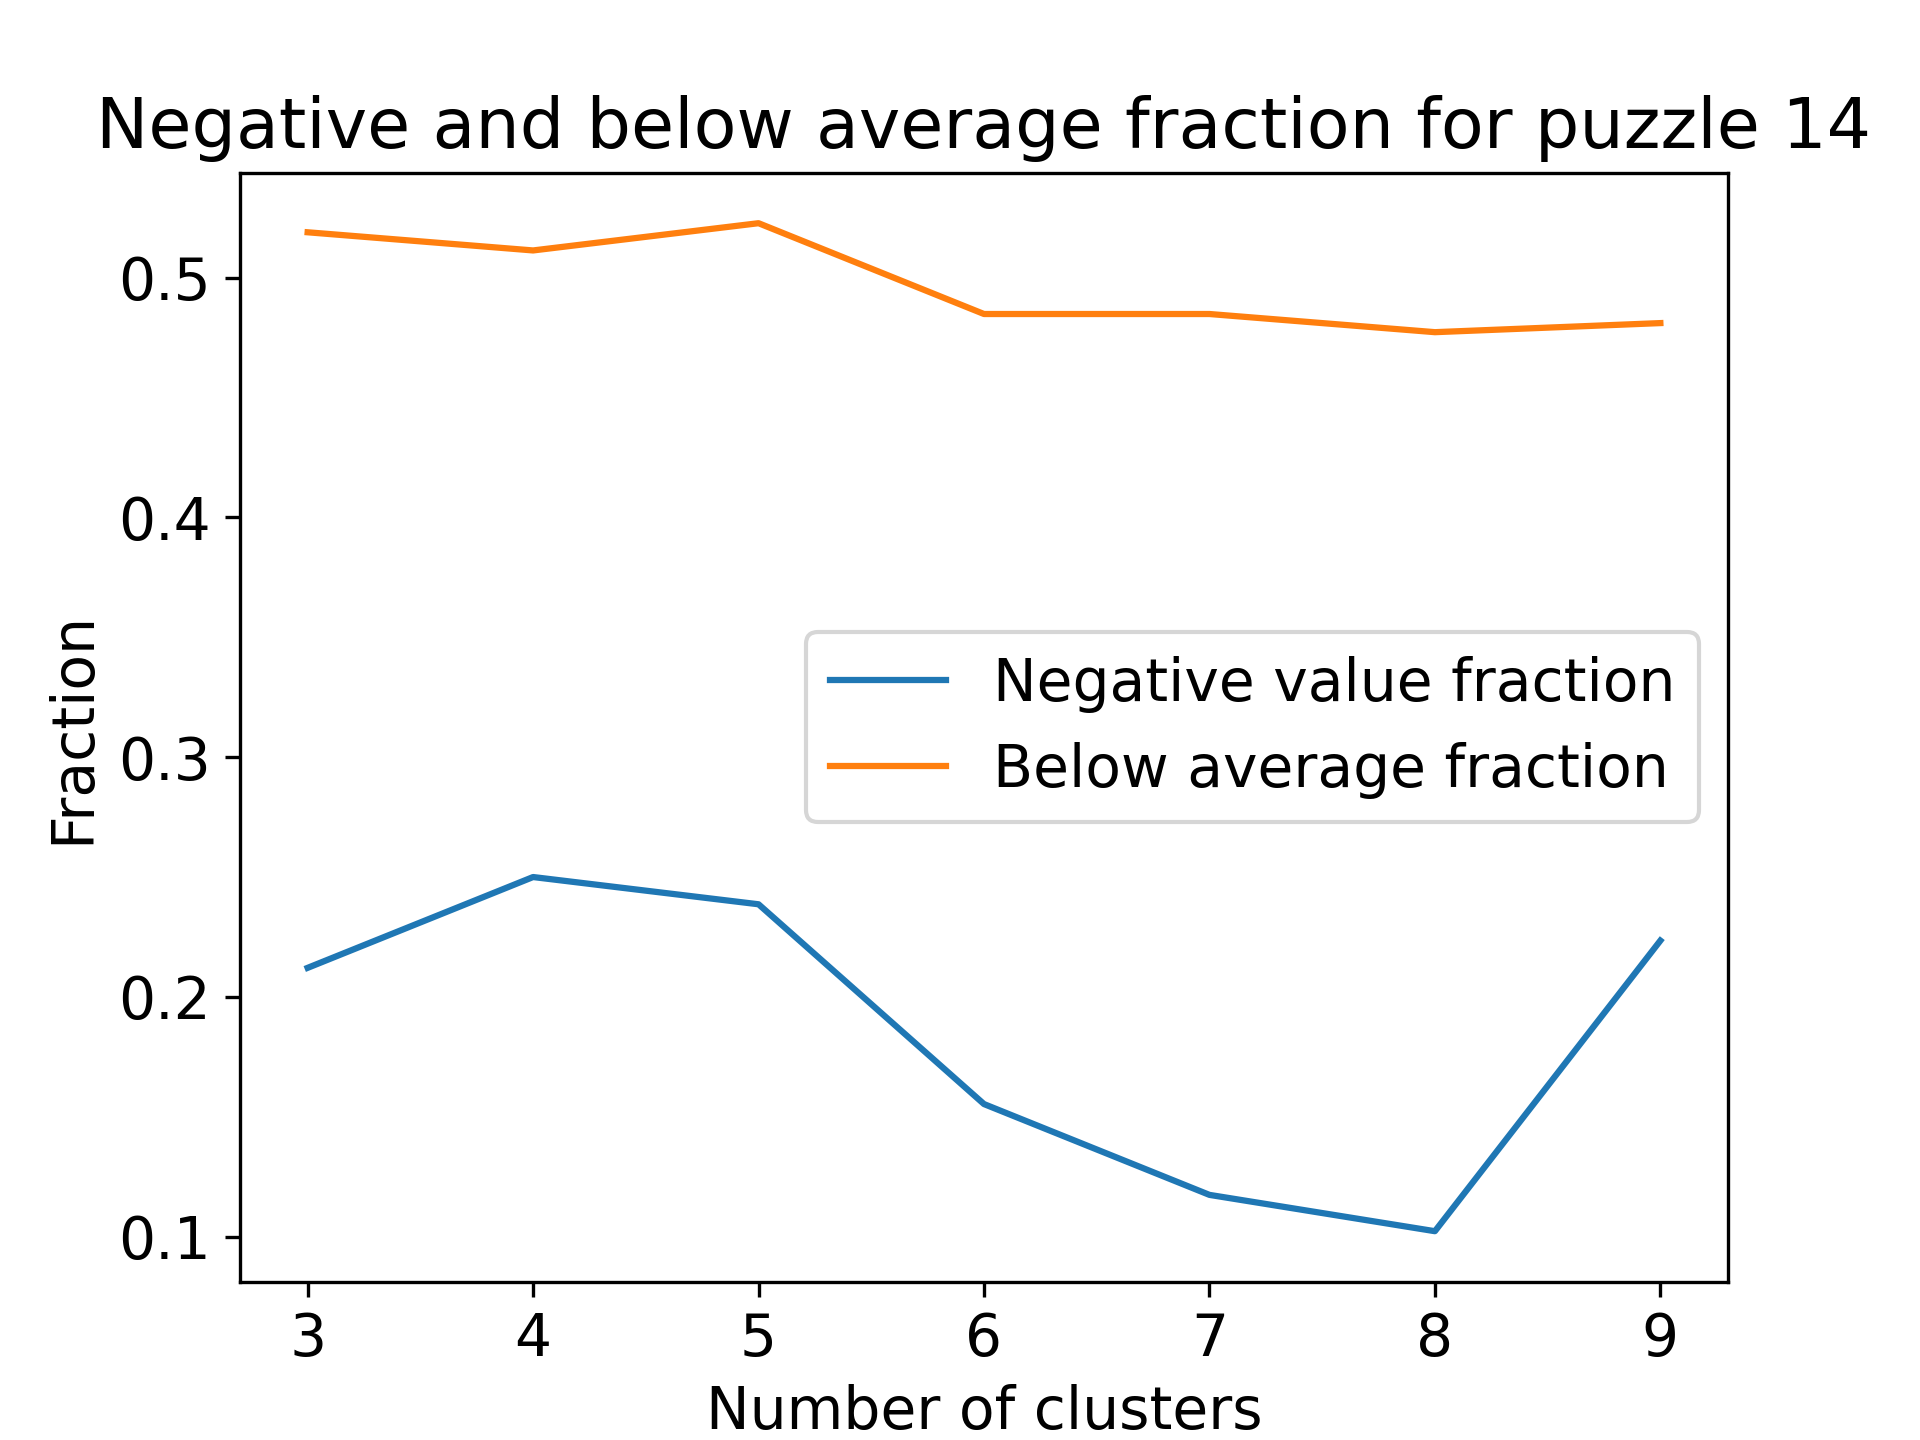 Negative and below average fraction for puzzle 14
Fraction
0.5
0.4
0.3
0.2
0.1
Negative value fraction
Below average fraction
3 4 5 6 7 8 9
Number of clusters